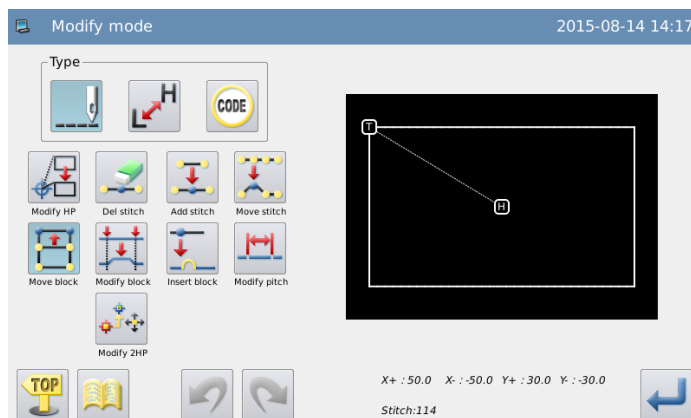 Modify mode
2015-08-14 14:17
Type
L H
CODE
Modify HP
Del stitch
Add stitch
Move stitch
Move block
Modify block
Insert block
Modify pitch
Modify 2HP
T
H
TOP
X+ : 50.0 X- : -50.0 Y+ : 30.0 Y- : -30.0
Stitch:114